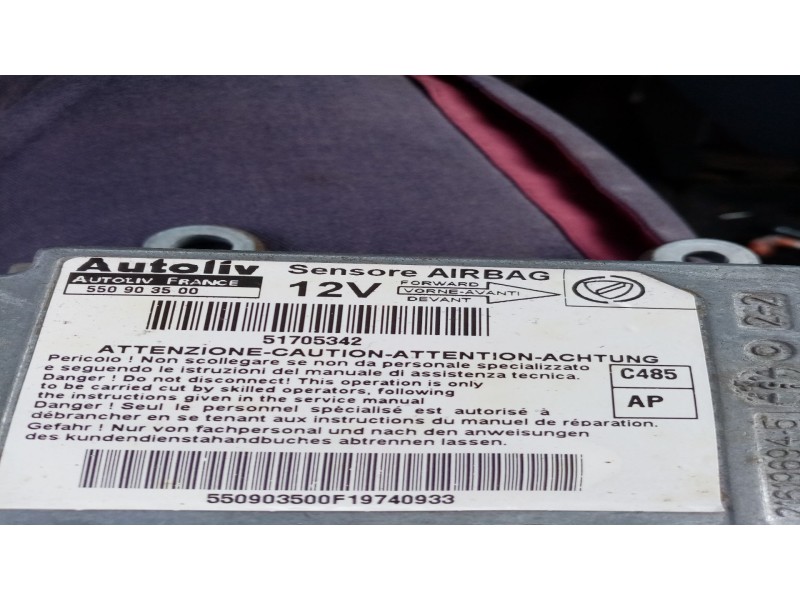 Autoliv
AUTOLIV FRANCE
550 90 35 00
Sensore AIRBAG
12V
FORWARD
VORNE-AVANTI
DEVANT
51705342
ATTENZIONE-CAUTION-ATTENTION-ACHTUNG
Pericolo ! Non scollegare se non da personale specializzato
e seguendo le istruzioni del manuale di assistenza tecnica.
Danger ! Do not disconnect! This operation is only
to be carried out by skilled operators, following
the instructions given in the service manual
Danger ! Seul le personnel spécialisé est autorisé à
débrancher en se tenant aux instructions du manuel de réparation.
Gefahr ! Nur von fachpersonal und nach den anweisungen
des kundendienstahandbuches abtrennen lassen.
C485
AP
550903500F19740933
2-2